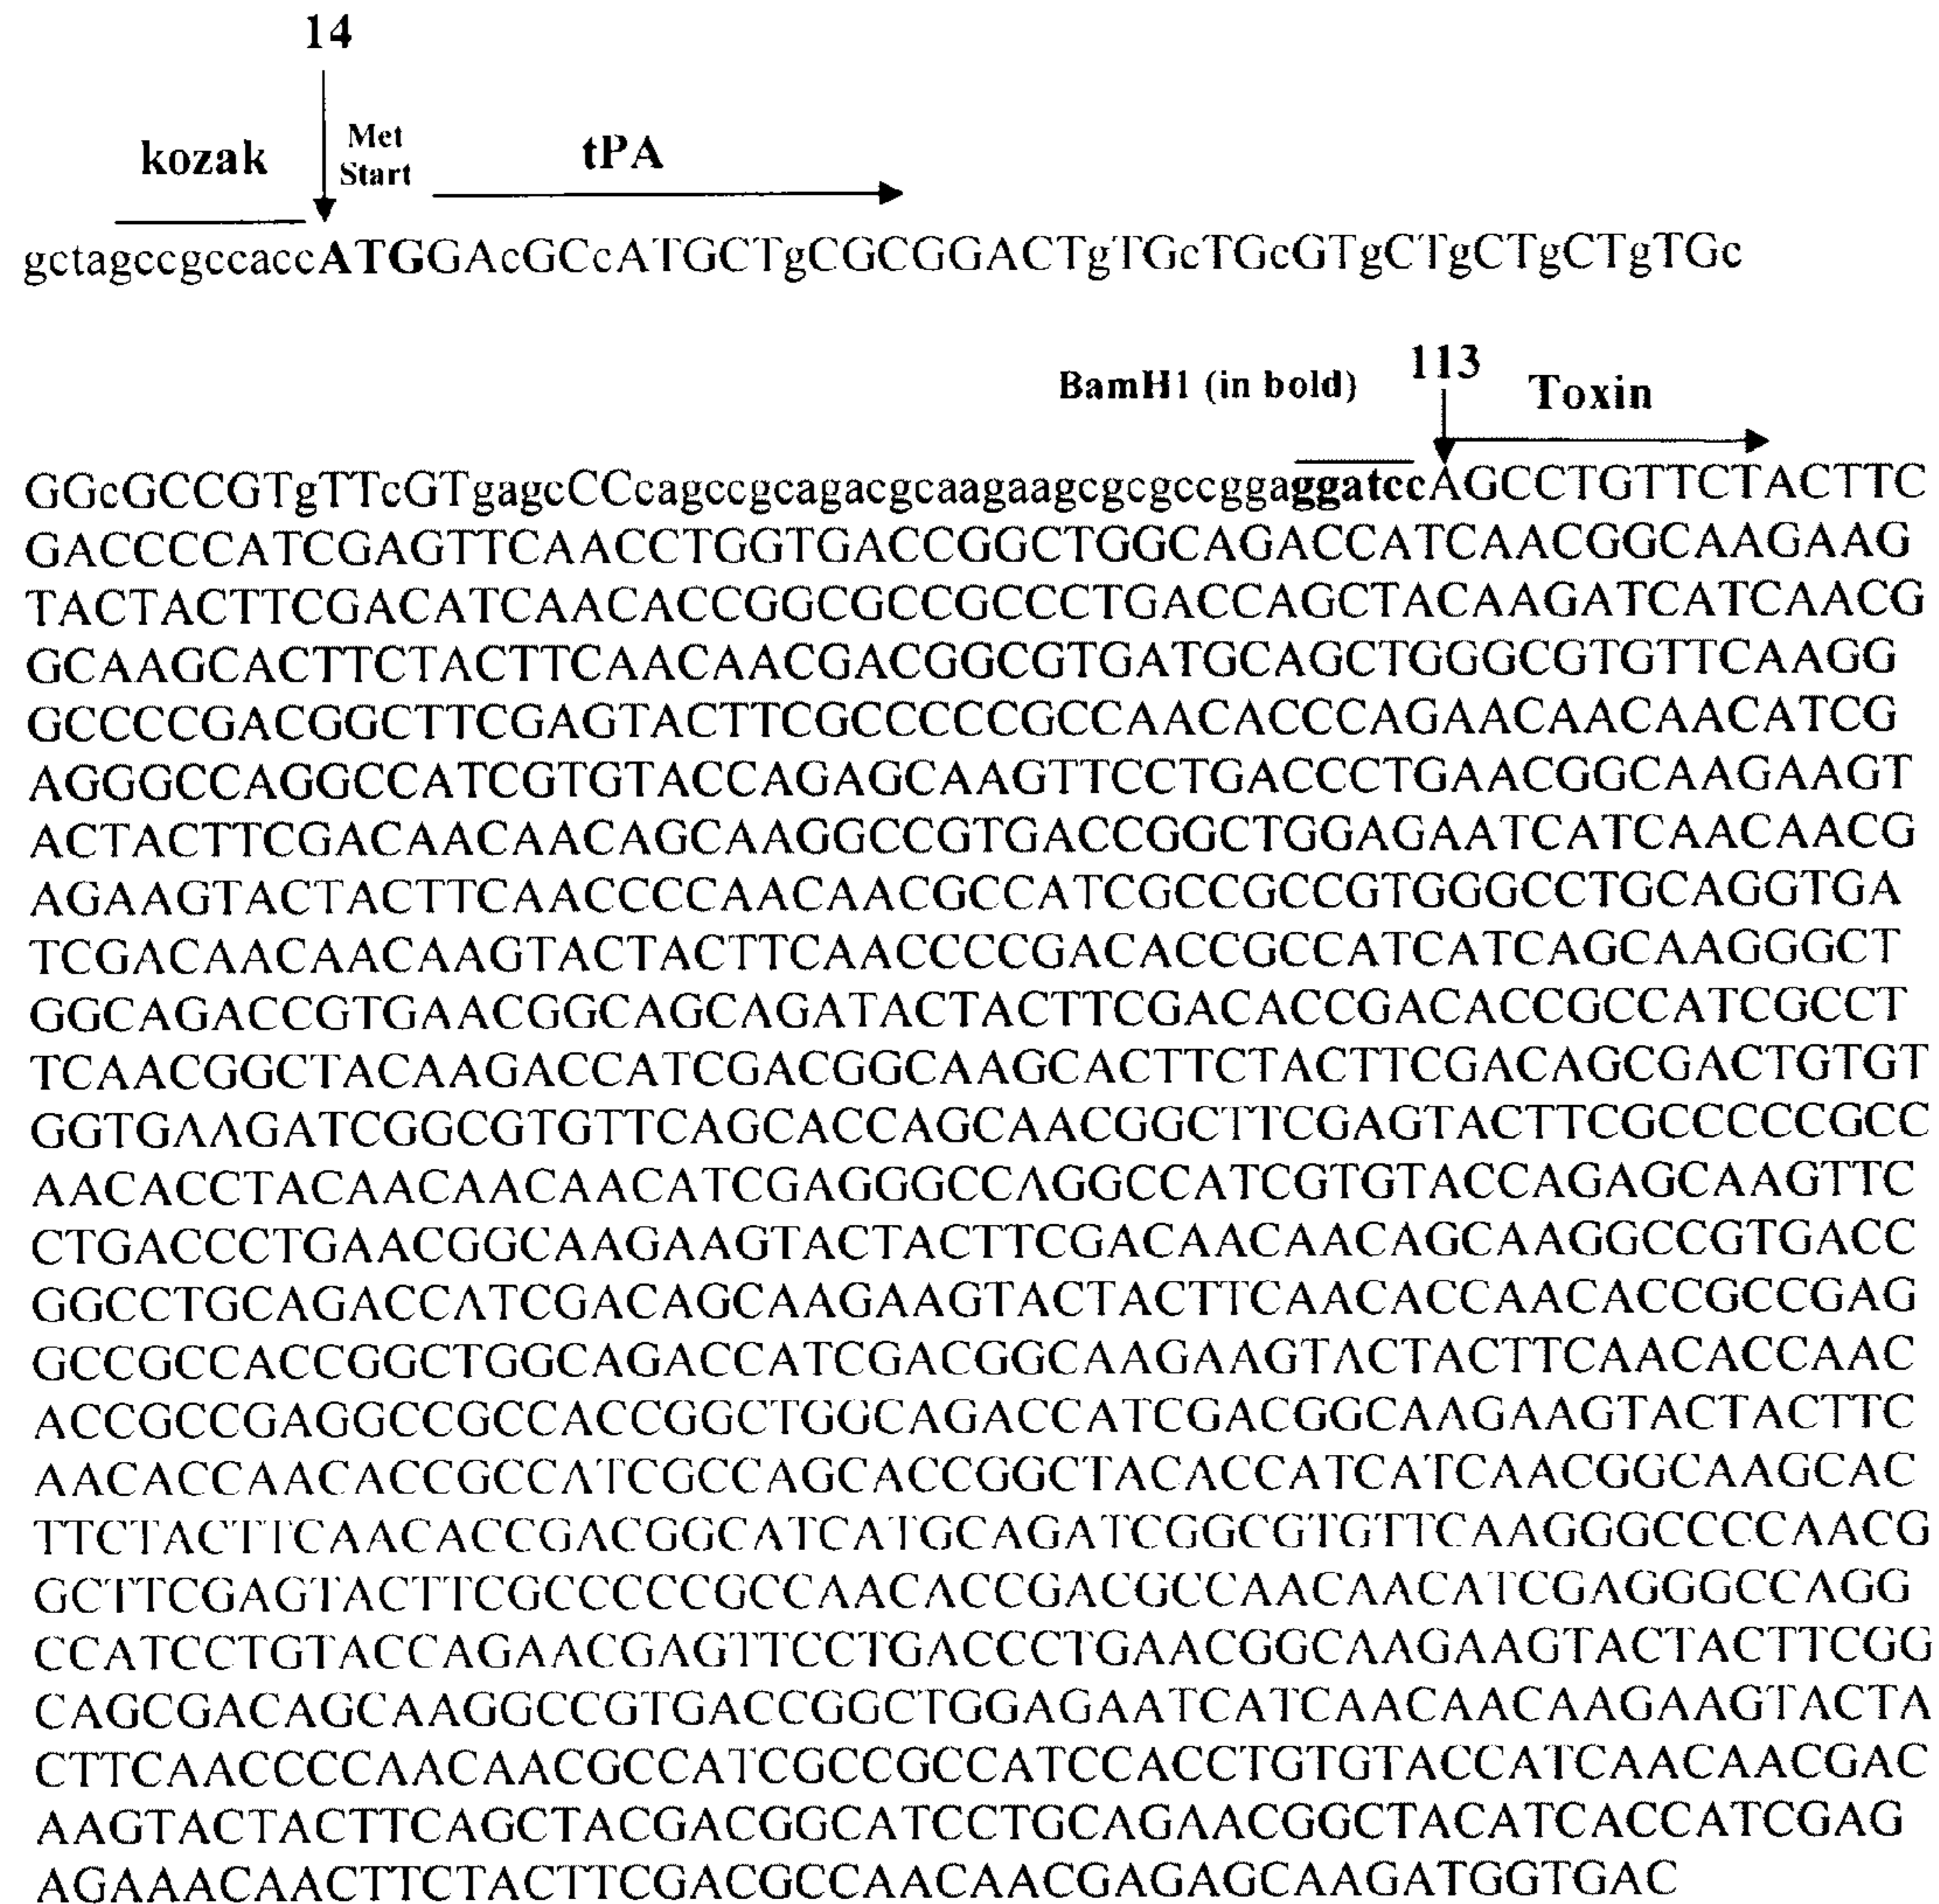 14
Met
kozak
tPA
Start
gctagccgccaccATGGAcGCcATGCTgCGCGGACTgTGcTGcGTgCTgCTgCTgTGc
113
BamH1 (in bold)
Toxin
GGcGCCGTgTTcGTgagcCCcagccgcagacgcaagaagcgcgccggaggatccAGCCTGTTCTACTTC
GACCCCATCGAGTTCAACCTGGTGACCGGCTGGCAGACCATCAACGGCAAGAAG
TACTACTTCGACATCAACACCGGCGCCGCCCTGACCAGCTACAAGATCATCAACG
GCAAGCACTTCTACTTCAACAACGACGGCGTGATGCAGCTGGGCGTGTTCAAGG
GCCCCGACGGCTTCGAGTACTTCGCCCCCGCCAACACCCAGAACAACAACATCG
AGGGCCAGGCCATCGTGTACCAGAGCAAGTTCCTGACCCTGAACGGCAAGAAGT
ACTACTTCGACAACAACAGCAAGGCCGTGACCGGCTGGAGAATCATCAACAACG
AGAAGTACTACTTCAACCCCAACAACGCCATCGCCGCCGTGGGCCTGCAGGTGA
TCGACAACAACAAGTACTACTTCAACCCCGACACCGCCATCATCAGCAAGGGCT
GGCAGACCGTGAACGGCAGCAGATACTACTTCGACACCGACACCGCCATCGCCT
TCAACGGCTACAAGACCATCGACGGCAAGCACTTCTACTTCGACAGCGACTGTGT
GGTGAAGATCGGCGTGTTCAGCACCAGCAACGGCTTCGAGTACTTCGCCCCCGCC
AACACCTACAACAACAACATCGAGGGCCAGGCCATCGTGTACCAGAGCAAGTTC
CTGACCCTGAACGGCAAGAAGTACTACTTCGACAACAACAGCAAGGCCGTGACC
GGCCTGCAGACCATCGACAGCAAGAAGTACTACTTCAACACCAACACCGCCGAG
GCCGCCACCGGCTGGCAGACCATCGACGGCAAGAAGTACTACTTCAACACCAAC
ACCGCCGAGGCCGCCACCGGCTGGCAGACCATCGACGGCAAGAAGTACTACTTC
AACACCAACACCGCCATCGCCAGCACCGGCTACACCATCATCAACGGCAAGCAC
TTCTACTTCAACACCGACGGCATCATGCAGATCGGCGTGTTCAAGGGCCCCAACG
GCTTCGAGTACTTCGCCCCCGCCAACACCGACGCCAACAACATCGAGGGCCAGG
CCATCCTGTACCAGAACGAGTTCCTGACCCTGAACGGCAAGAAGTACTACTTCGG
CAGCGACAGCAAGGCCGTGACCGGCTGGAGAATCATCAACAACAAGAAGTACTA
CTTCAACCCCAACAACGCCATCGCCGCCATCCACCTGTGTACCATCAACAACGAC
AAGTACTACTTCAGCTACGACGGCATCCTGCAGAACGGCTACATCACCATCGAG
AGAAACAACTTCTACTTCGACGCCAACAACGAGAGCAAGATGGTGAC